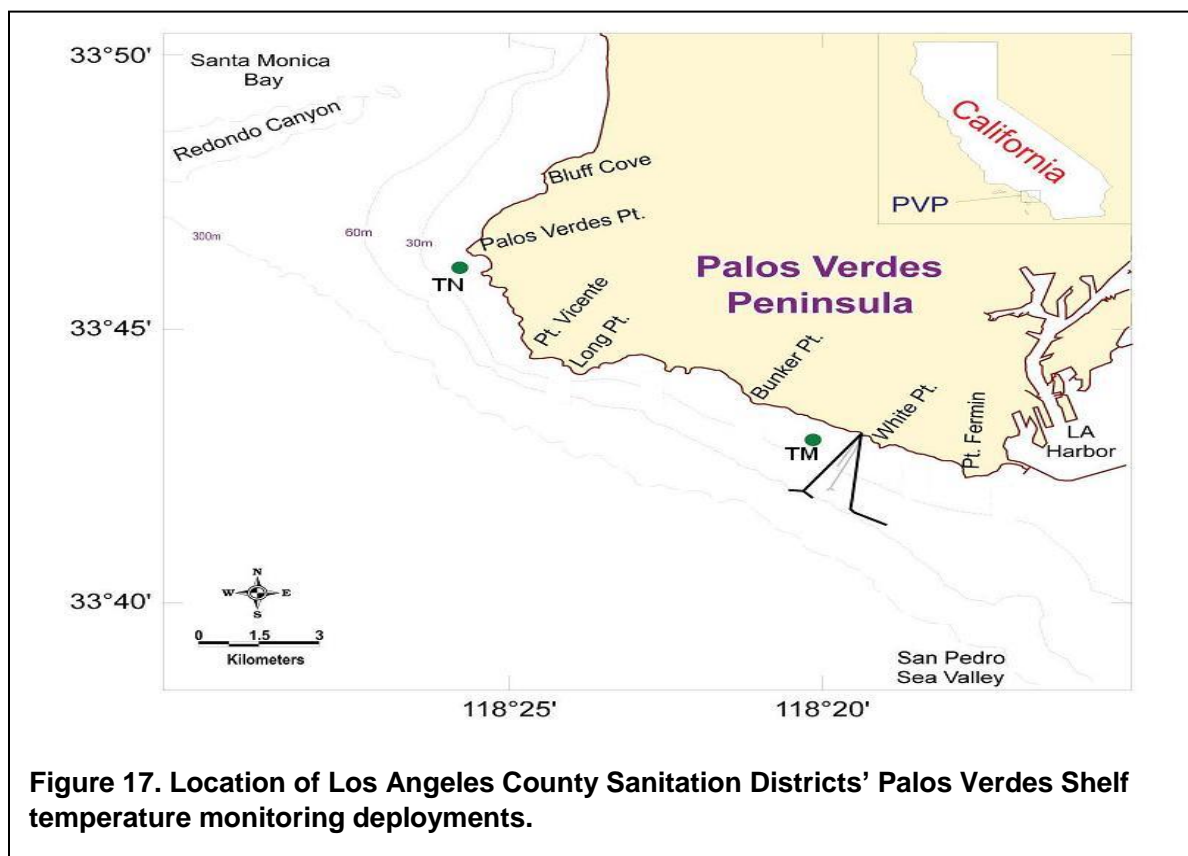 33°50'
Santa Monica
Bay
Redondo Canyon
Bluff Cove
California
PVP
Palos Verdes Pt.
300m
60m
30m
TN
Palos Verdes
Peninsula
33°45'
Pt. Vicente
Long Pt.
Bunker Pt.
White Pt.
Pt. Fermin
LA
Harbor
TM
N
W E
S
33°40'
0 1.5 3
Kilometers
San Pedro
Sea Valley
118°25' 118°20'
Figure 17. Location of Los Angeles County Sanitation Districts’ Palos Verdes Shelf
temperature monitoring deployments.